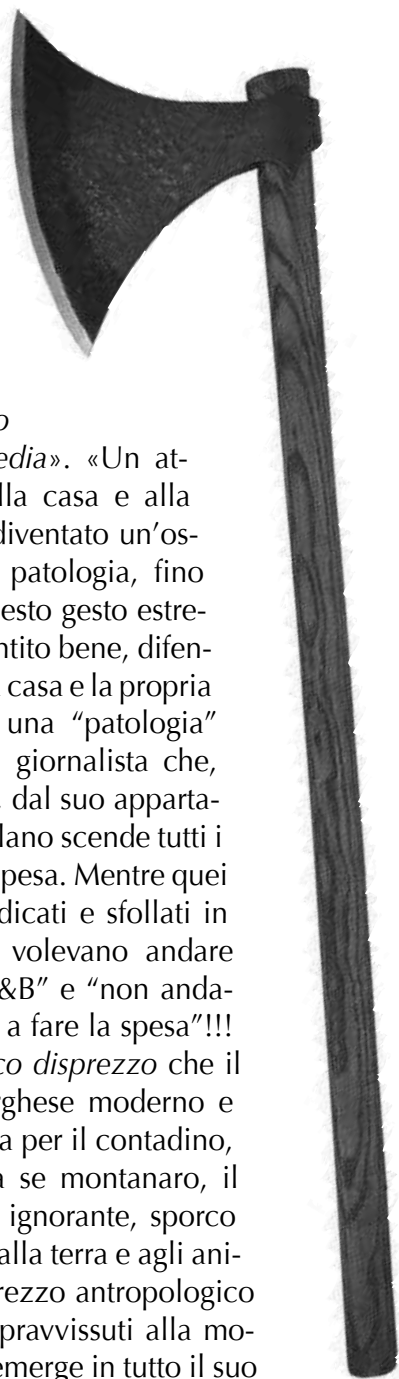 o
edia». «Un at-
lla casa e alla
diventato un’os-
patologia, fino
esto gesto estre-
ntito bene, difen-
casa e la propria
una “patologia”
giornalista che,
dal suo apparta-
lano scende tutti i
pesa. Mentre quei
dicati e sfollati in
volevano andare
&B” e “non anda-
a fare la spesa”!!!
co disprezzo che il
rghese moderno e
a per il contadino,
a se montanaro, il
ignorante, sporco
alla terra e agli ani-
rezzo antropologico
pravvissuti alla mo-
emerge in tutto il suo